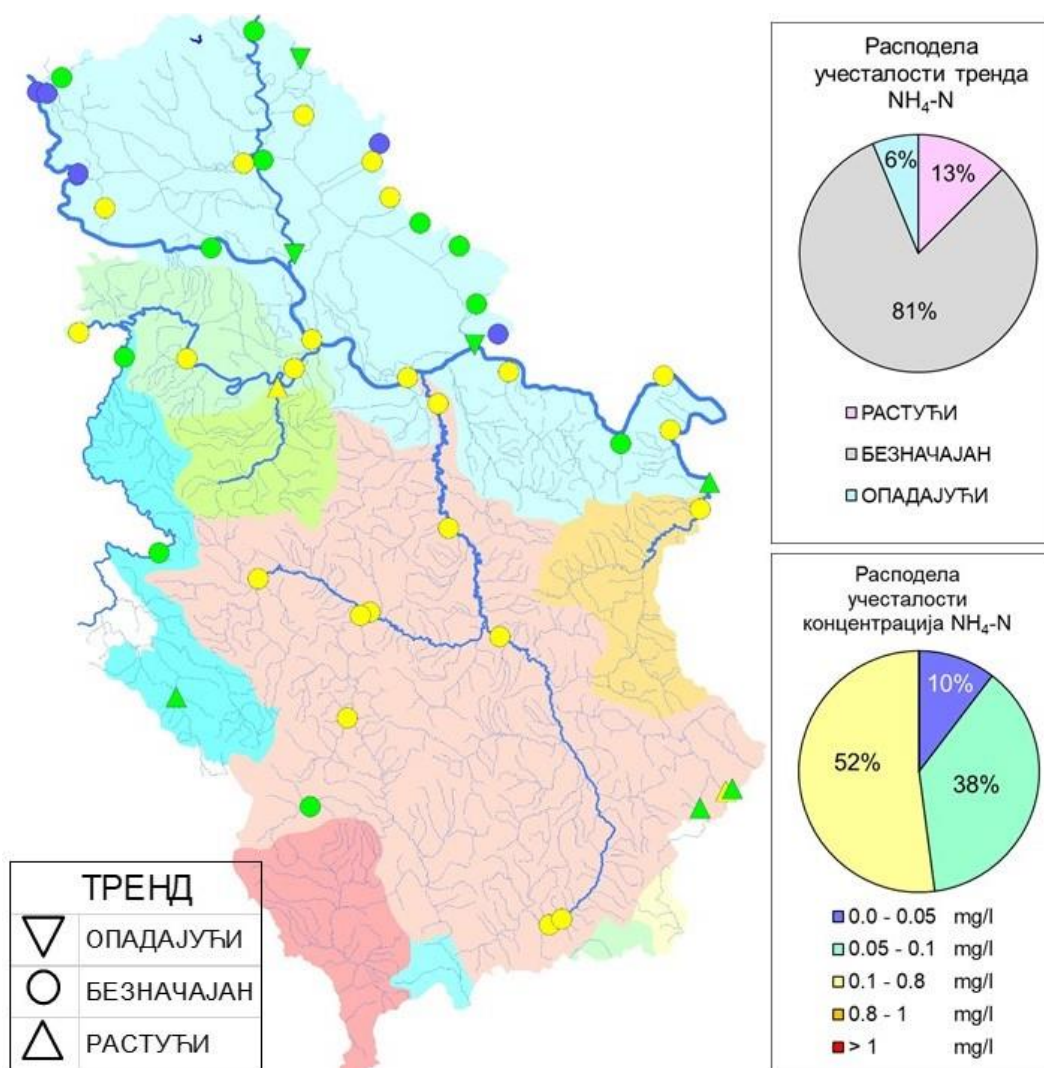 Расподела
учесталости тренда
NH₄-N
6%
13%
81%
РАСТУЋИ
БЕЗНАЧАЈАН
ОПАДАЈУЋИ
Расподела
учесталости
концентрација NH₄-N
10%
52%
38%
0.0 - 0.05 mg/l
0.05 - 0.1 mg/l
0.1 - 0.8 mg/l
0.8 - 1 mg/l
> 1 mg/l
ТРЕНД
ОПАДАЈУЋИ
БЕЗНАЧАЈАН
РАСТУЋИ